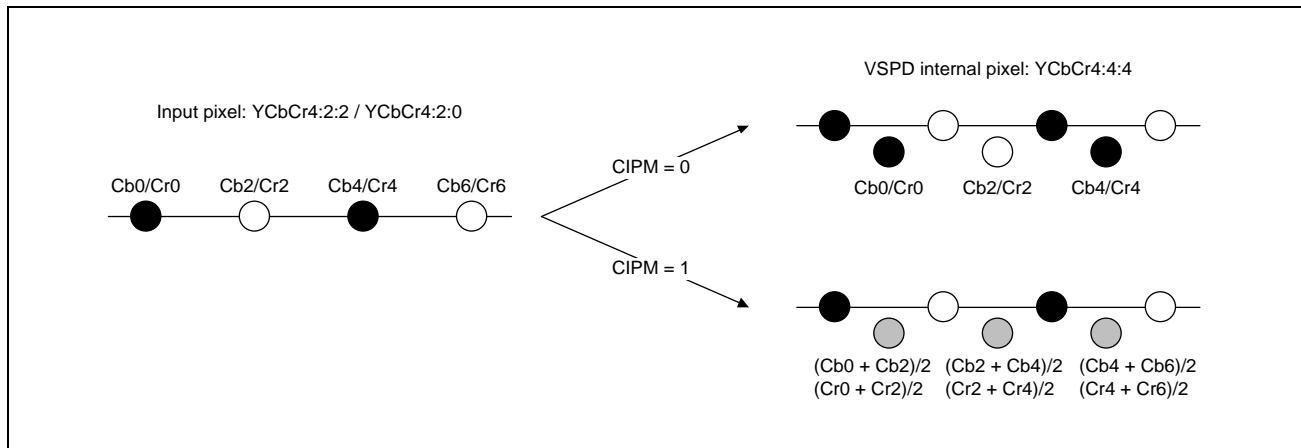 VSPD internal pixel: YCbCr4:4:4
Input pixel: YCbCr4:2:2 / YCbCr4:2:0
CIPM = 0
Cb0/Cr0 Cb2/Cr2 Cb4/Cr4
Cb0/Cr0 Cb2/Cr2 Cb4/Cr4 Cb6/Cr6
CIPM = 1
(Cb0 + Cb2)/2 (Cb2 + Cb4)/2 (Cb4 + Cb6)/2
(Cr0 + Cr2)/2 (Cr2 + Cr4)/2 (Cr4 + Cr6)/2